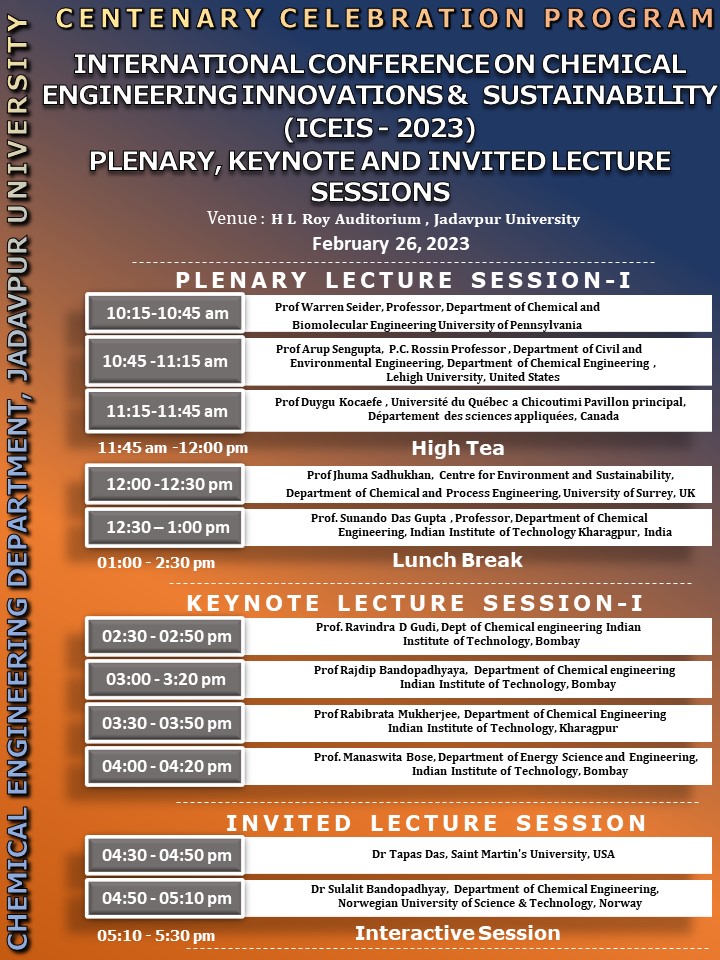 CENTENARY CELEBRATION PROGRAM
CHEMICAL ENGINEERING DEPARTMENT, JADAVPUR UNIVERSITY
INTERNATIONAL CONFERENCE ON CHEMICAL
ENGINEERING INNOVATIONS & SUSTAINABILITY
(ICEIS - 2023)
PLENARY, KEYNOTE AND INVITED LECTURE
SESSIONS
Venue : H L Roy Auditorium , Jadavpur University
February 26, 2023
PLENARY LECTURE SESSION-I
10:15-10:45 am
Prof Warren Seider, Professor, Department of Chemical and
Biomolecular Engineering University of Pennsylvania
10:45 -11:15 am
Prof Arup Sengupta, P.C. Rossin Professor , Department of Civil and
Environmental Engineering, Department of Chemical Engineering ,
Lehigh University, United States
11:15-11:45 am
Prof Duygu Kocaefe , Université du Québec a Chicoutimi Pavillon principal,
Département des sciences appliquées, Canada
11:45 am -12:00 pm High Tea
12:00 -12:30 pm
Prof Jhuma Sadhukhan, Centre for Environment and Sustainability,
Department of Chemical and Process Engineering, University of Surrey, UK
12:30 – 1:00 pm
Prof. Sunando Das Gupta , Professor, Department of Chemical
Engineering, Indian Institute of Technology Kharagpur, India
01:00 - 2:30 pm Lunch Break
KEYNOTE LECTURE SESSION-I
02:30 - 02:50 pm
Prof. Ravindra D Gudi, Dept of Chemical engineering Indian
Institute of Technology, Bombay
03:00 - 3:20 pm
Prof Rajdip Bandopadhyaya, Department of Chemical engineering
Indian Institute of Technology, Bombay
03:30 - 03:50 pm
Prof Rabibrata Mukherjee, Department of Chemical Engineering
Indian Institute of Technology, Kharagpur
04:00 - 04:20 pm
Prof. Manaswita Bose, Department of Energy Science and Engineering,
Indian Institute of Technology, Bombay
INVITED LECTURE SESSION
04:30 - 04:50 pm
Dr Tapas Das, Saint Martin's University, USA
04:50 - 05:10 pm
Dr Sulalit Bandopadhyay, Department of Chemical Engineering,
Norwegian University of Science & Technology, Norway
05:10 - 5:30 pm Interactive Session